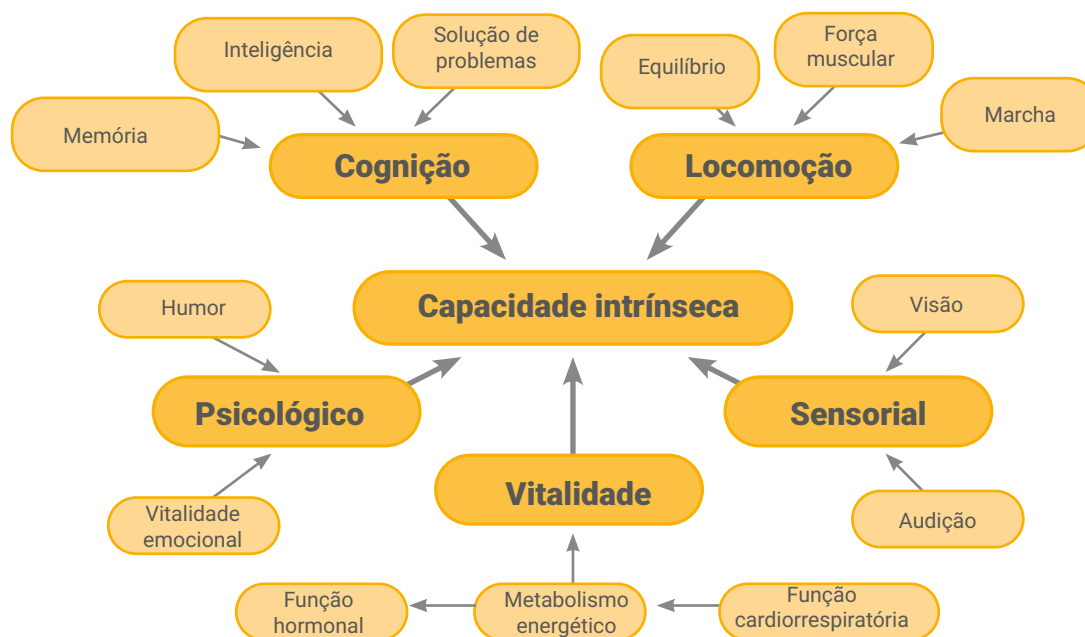 Inteligência
Solução de
problemas
Equilíbrio
Força
muscular
Memória
Marcha
Cognição
Locomoção
Capacidade intrínseca
Humor
Visão
Psicológico
Sensorial
Vitalidade
Vitalidade
emocional
Audição
Função
hormonal
Metabolismo
energético
Função
cardiorrespiratória